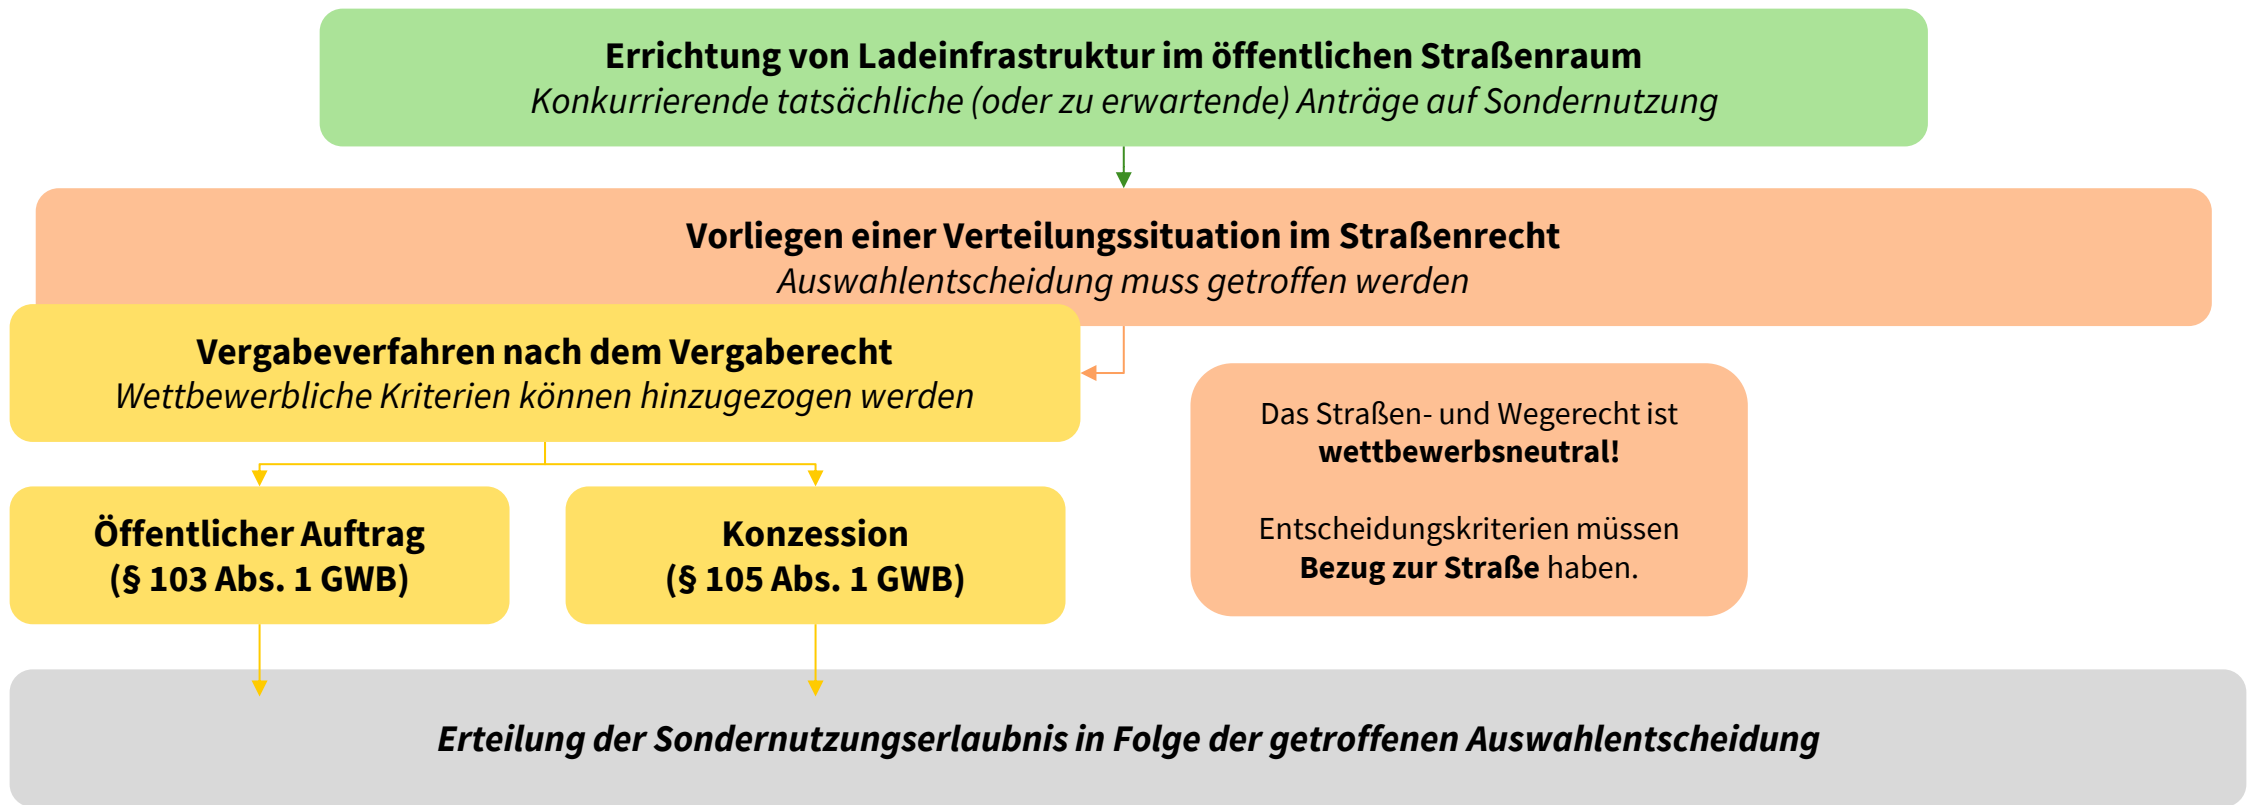 Errichtung von Ladeinfrastruktur im öffentlichen Straßenraum
Konkurrierende tatsächliche (oder zu erwartende) Anträge auf Sondernutzung
Vorliegen einer Verteilungssituation im Straßenrecht
Auswahlentscheidung muss getroffen werden
Vergabeverfahren nach dem Vergaberecht
Wettbewerbliche Kriterien können hinzugezogen werden
Öffentlicher Auftrag
(§ 103 Abs. 1 GWB)
Konzession
(§ 105 Abs. 1 GWB)
Das Straßen- und Wegerecht ist
wettbewerbsneutral!
Entscheidungskriterien müssen
Bezug zur Straße haben.
Erteilung der Sondernutzungserlaubnis in Folge der getroffenen Auswahlentscheidung